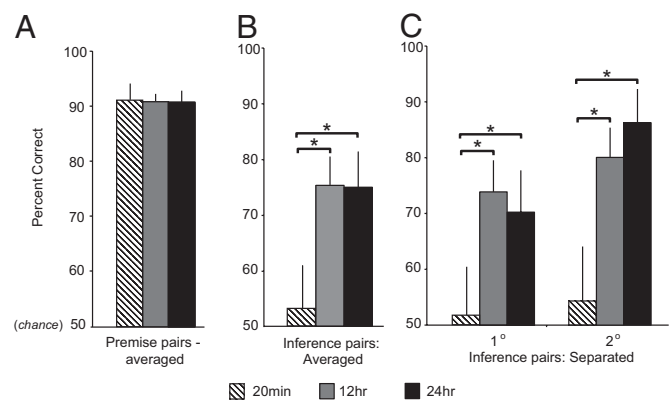 A
B
C
Percent Correct
100
90
80
70
60
50
(chance)
Premise pairs -
averaged
100
90
80
70
60
50
*
*
Inference pairs:
Averaged
100
90
80
70
60
50
*
*
*
*
1°
2°
Inference pairs: Separated
20min
12hr
24hr